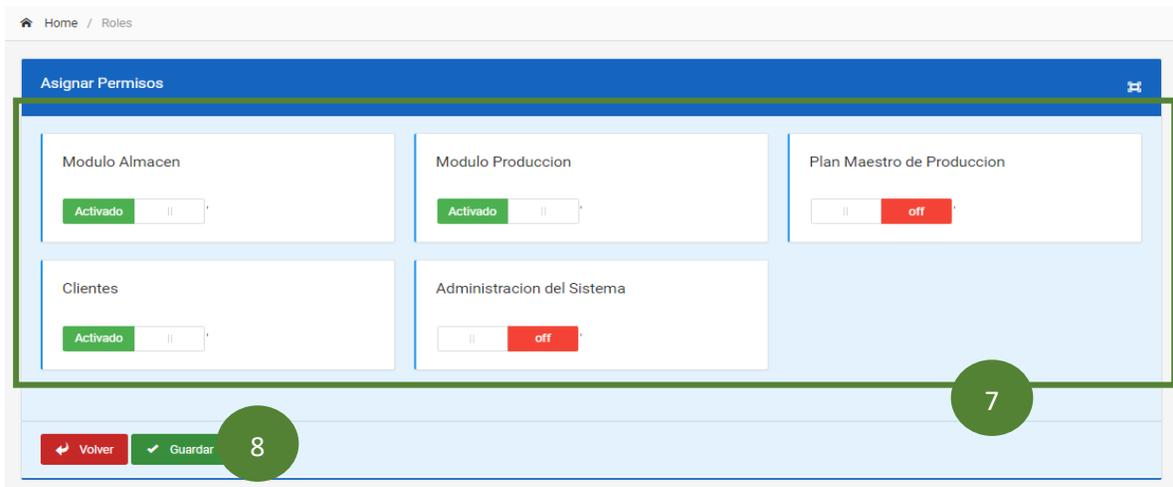 Home / Roles
Asignar Permisos
Modulo Almacen
Modulo Produccion
Plan Maestro de Produccion
Activado
Activado
off
Clientes
Administracion del Sistema
Activado
off
7
Volver
Guardar
8